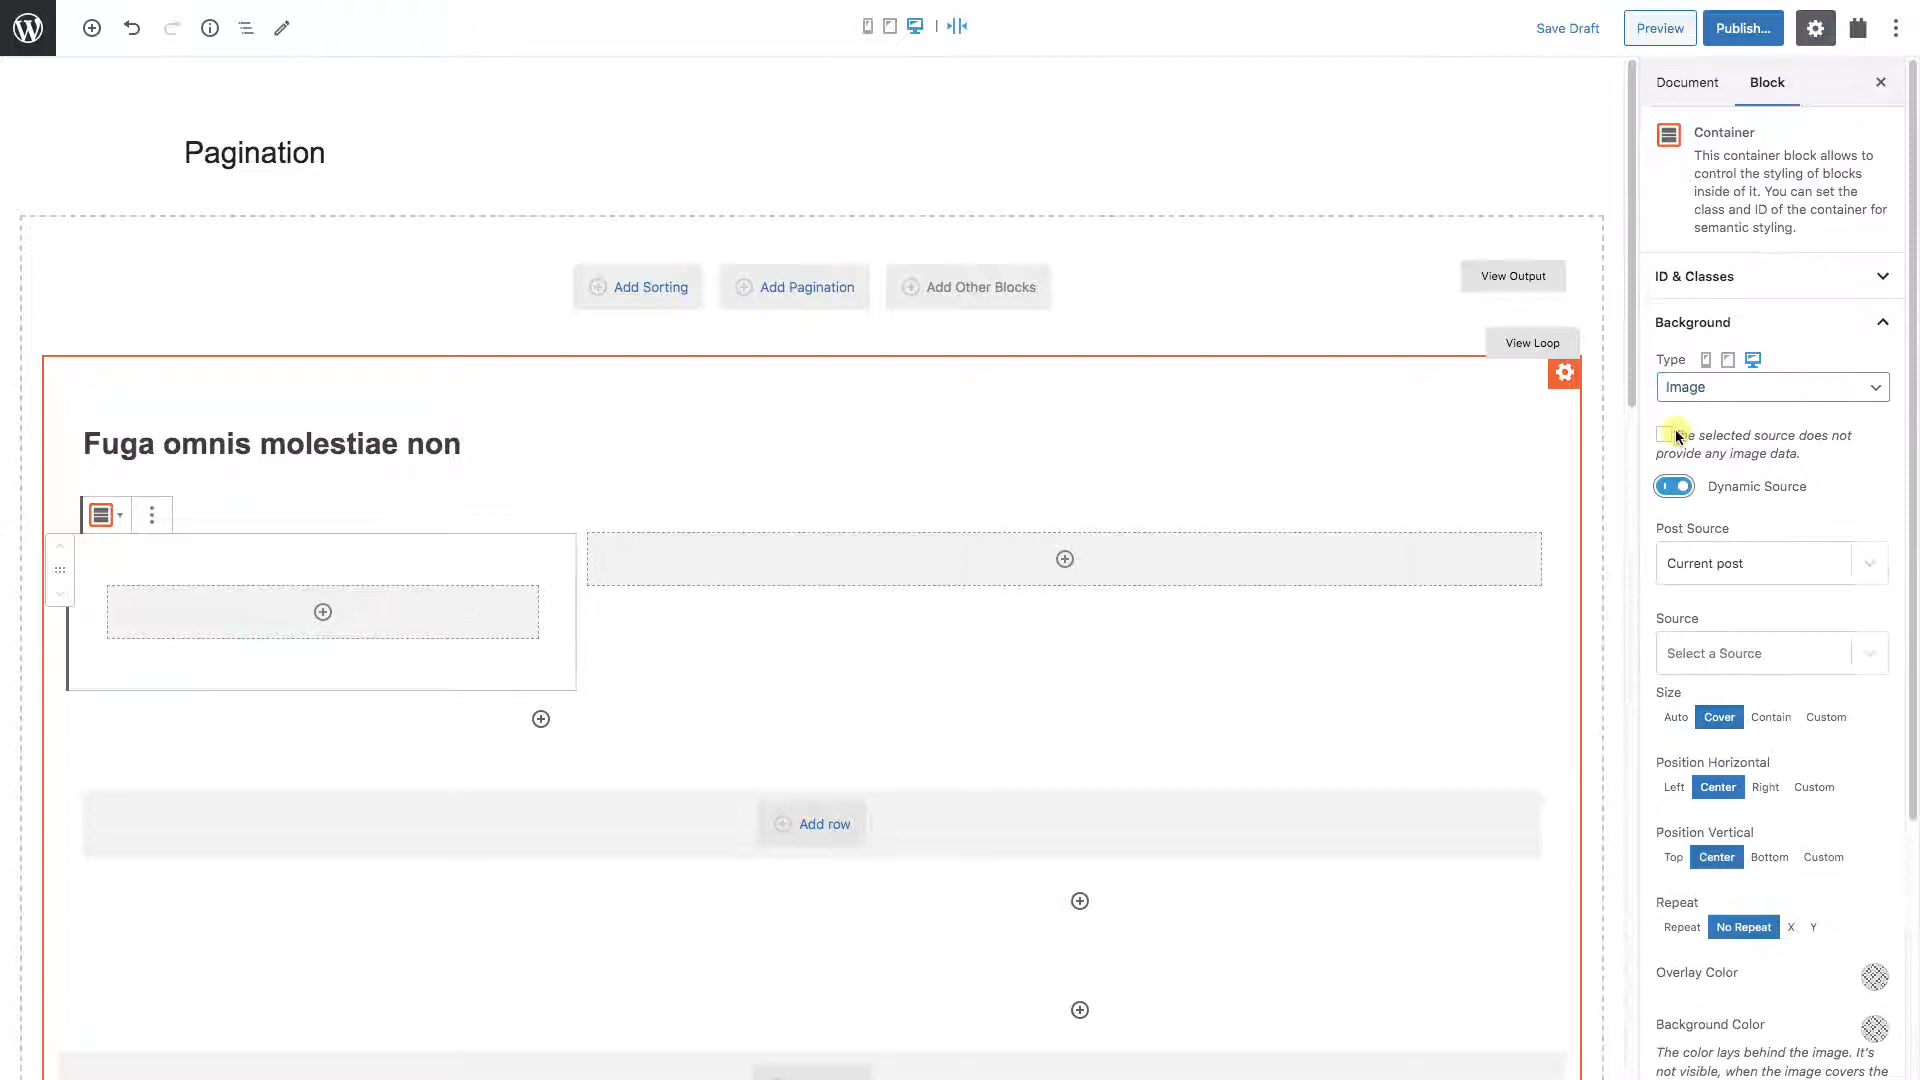 Save Draft
Preview
Publish...
Document
Block
Container
This container block allows to
control the styling of blocks
inside of it. You can set the
class and ID of the container for
semantic styling.
ID & Classes
Background
Type
Image
he selected source does not
provide any image data.
Dynamic Source
Post Source
Current post
Source
Select a Source
Size
Auto Cover Contain Custom
Position Horizontal
Left Center Right Custom
Position Vertical
Top Center Bottom Custom
Repeat
Repeat No Repeat X Y
Overlay Color
Background Color
The color lays behind the image. It's
not visible, when the image covers the
Pagination
Add Sorting
Add Pagination
Add Other Blocks
View Output
View Loop
Fuga omnis molestiae non
Add row